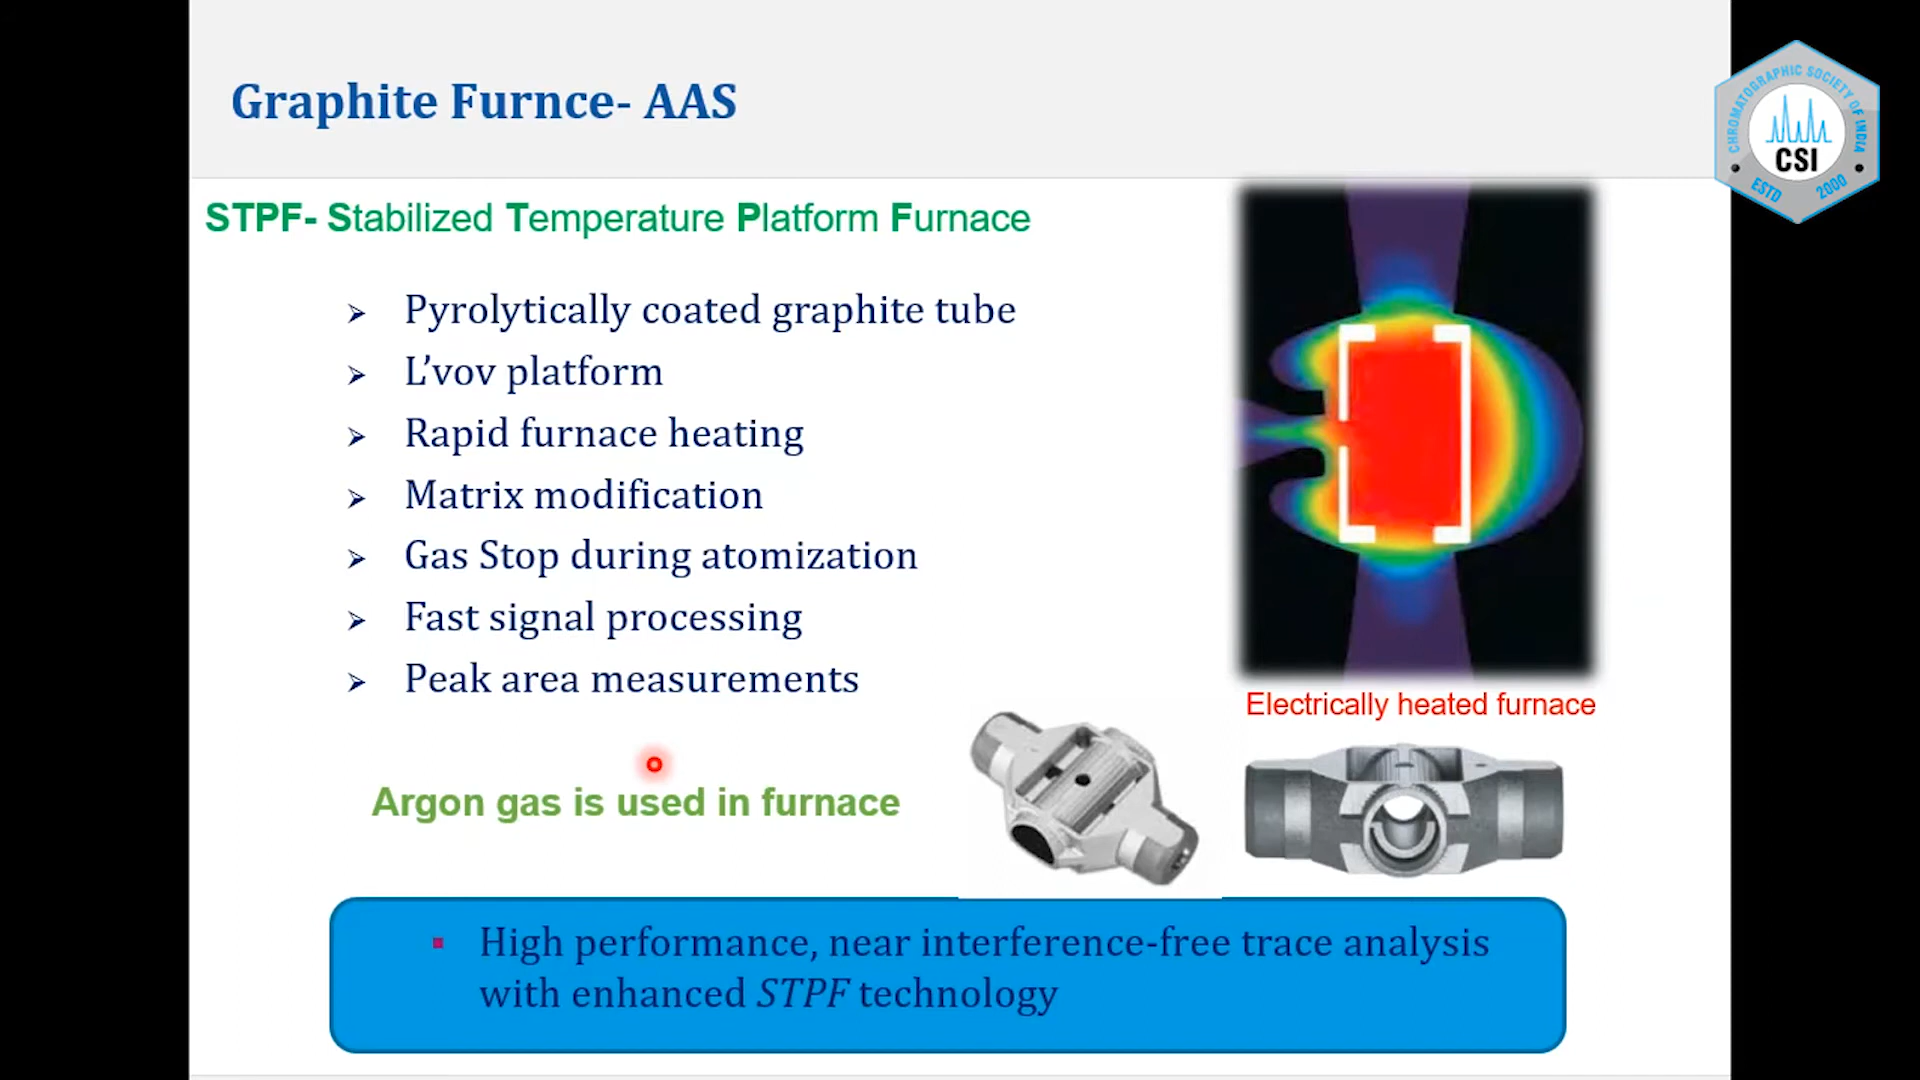 Graphite Furnce- AAS
CHROMATOGRAPHIC SOCIETY OF INDIA
CSI
ESTD 2000
STPF- Stabilized Temperature Platform Furnace
➢ Pyrolytically coated graphite tube
➢ L’vov platform
➢ Rapid furnace heating
➢ Matrix modification
➢ Gas Stop during atomization
➢ Fast signal processing
➢ Peak area measurements
Electrically heated furnace
Argon gas is used in furnace
▪ High performance, near interference-free trace analysis
with enhanced STPF technology